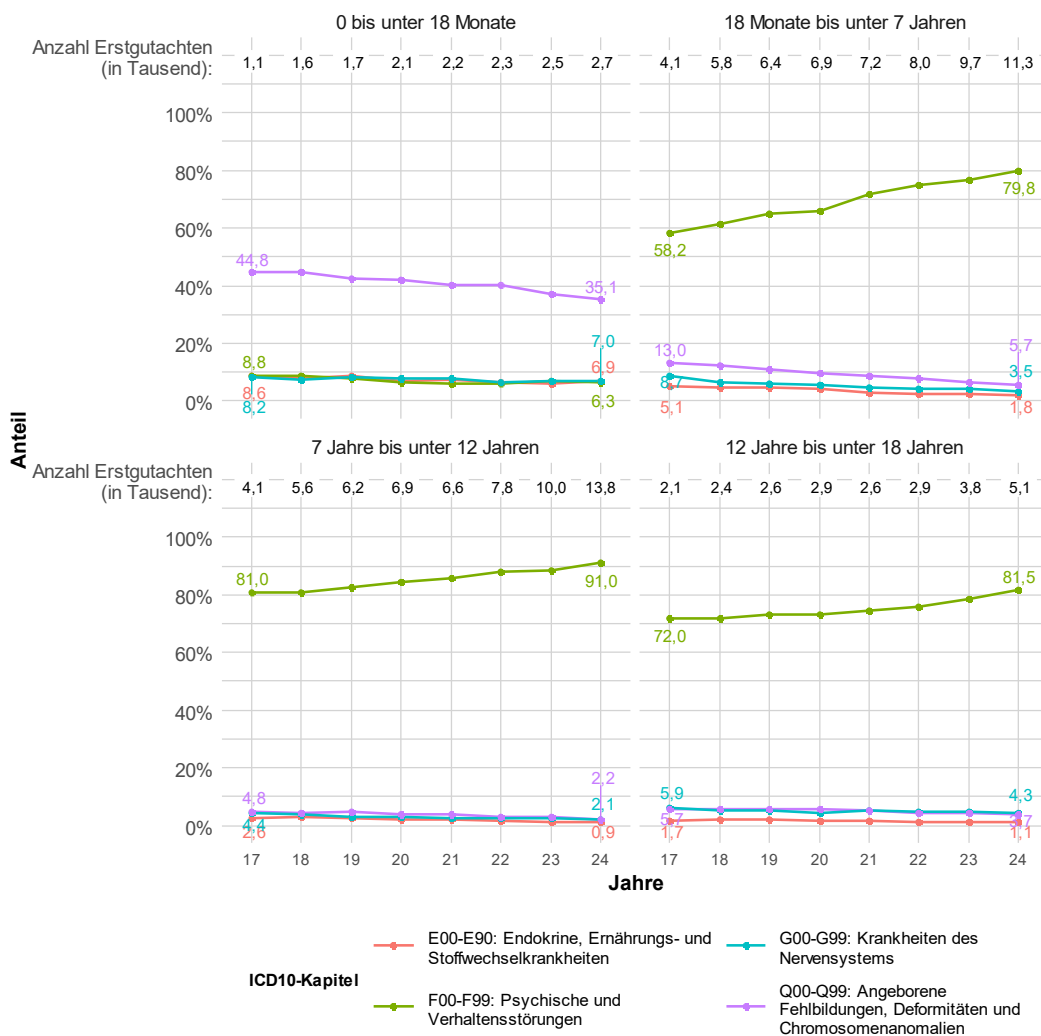 0 bis unter 18 Monate
18 Monate bis unter 7 Jahren
Anzahl Erstgutachten
(in Tausend):
1,1 1,6 1,7 2,1 2,2 2,3 2,5 2,7
4,1 5,8 6,4 6,9 7,2 8,0 9,7 11,3
100%
80%
60%
40%
20%
0%
44,8
35,1
8,8
8,6
8,2
7,0
6,9
6,3
58,2
79,8
13,0
8,7
5,1
5,7
3,5
1,8
Anteil
7 Jahre bis unter 12 Jahren
12 Jahre bis unter 18 Jahren
Anzahl Erstgutachten
(in Tausend):
4,1 5,6 6,2 6,9 6,6 7,8 10,0 13,8
2,1 2,4 2,6 2,9 2,6 2,9 3,8 5,1
100%
80%
60%
40%
20%
0%
81,0
91,0
4,8
4,4
2,6
2,2
2,1
0,9
72,0
81,5
5,9
5,7
1,7
4,3
3,7
1,1
17 18 19 20 21 22 23 24
17 18 19 20 21 22 23 24
Jahre
ICD10-Kapitel
E00-E90: Endokrine, Ernährungs- und
Stoffwechselkrankheiten
F00-F99: Psychische und
Verhaltensstörungen
G00-G99: Krankheiten des
Nervensystems
Q00-Q99: Angeborene
Fehlbildungen, Deformitäten und
Chromosomenanomalien